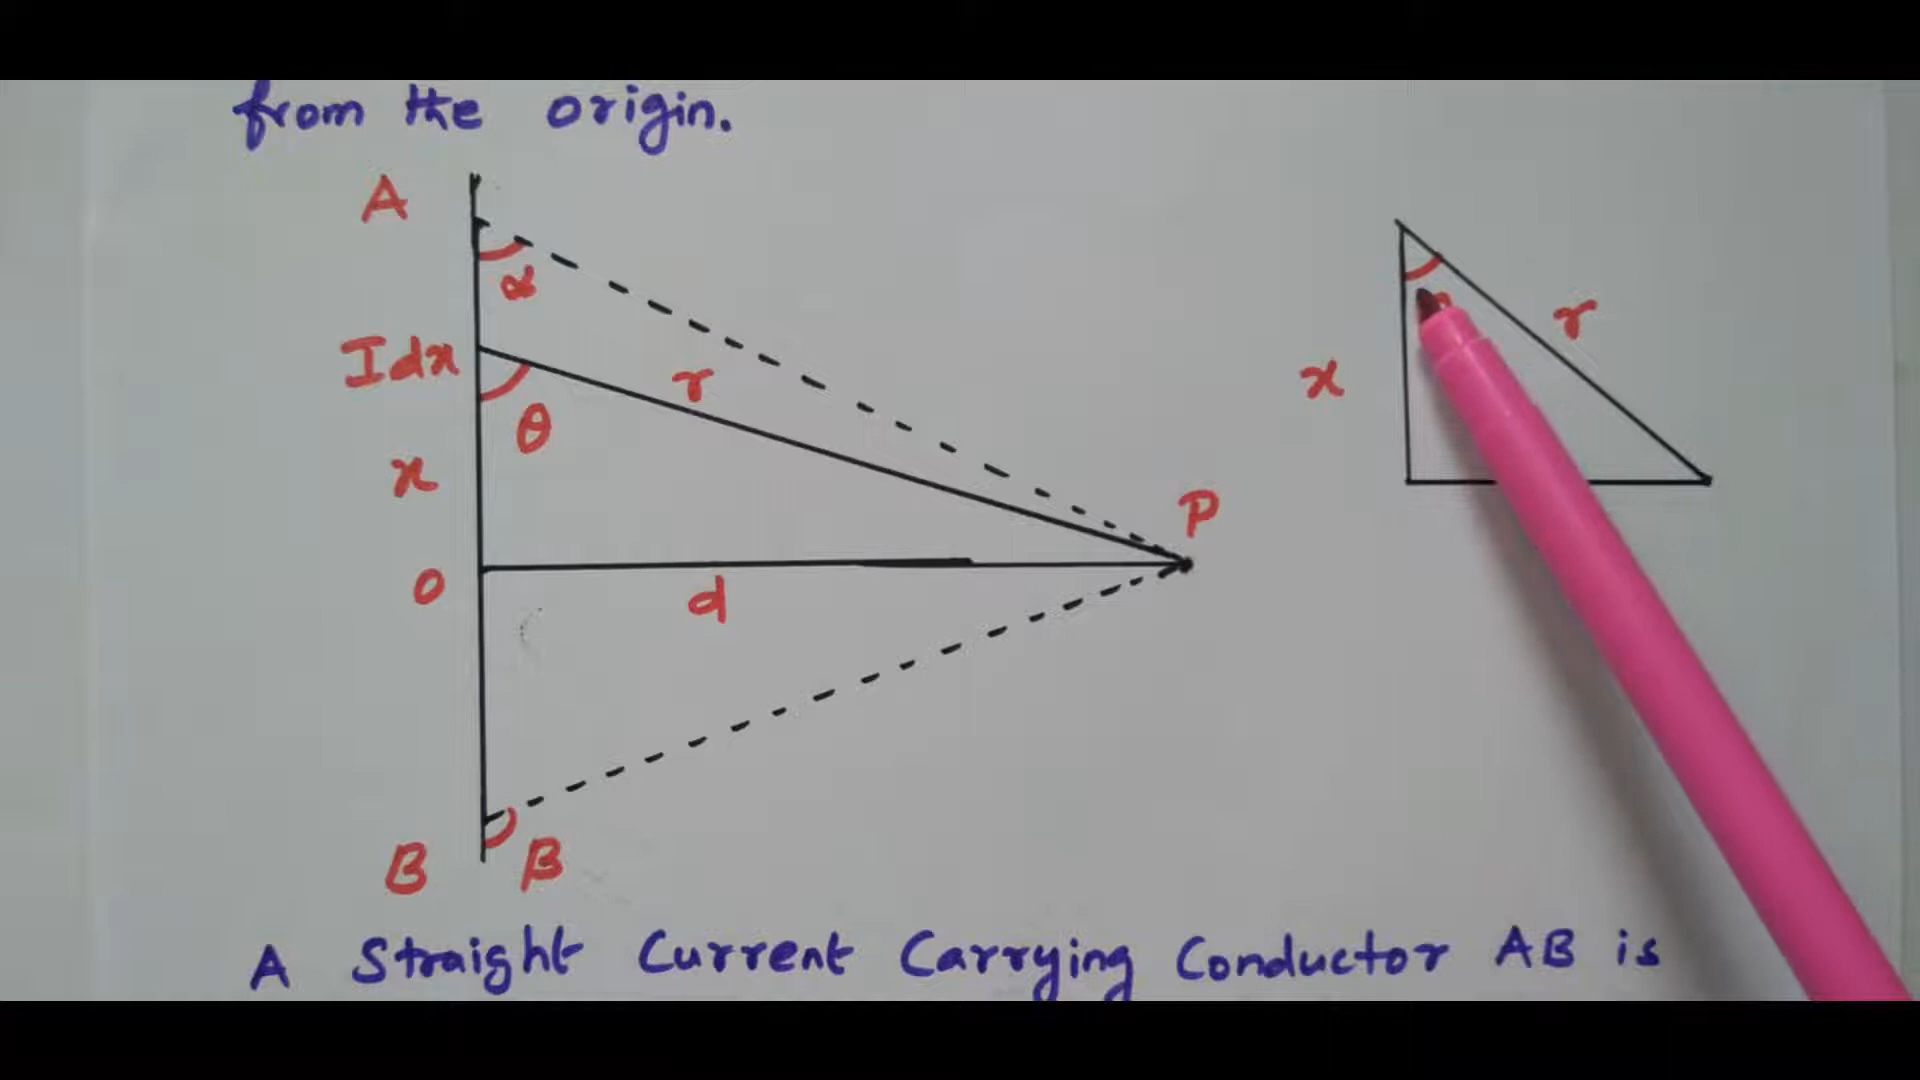 from the origin.
A
α
Idx
r
θ
x
P
O
d
B
β
x
r
A Straight Current Carrying Conductor AB is